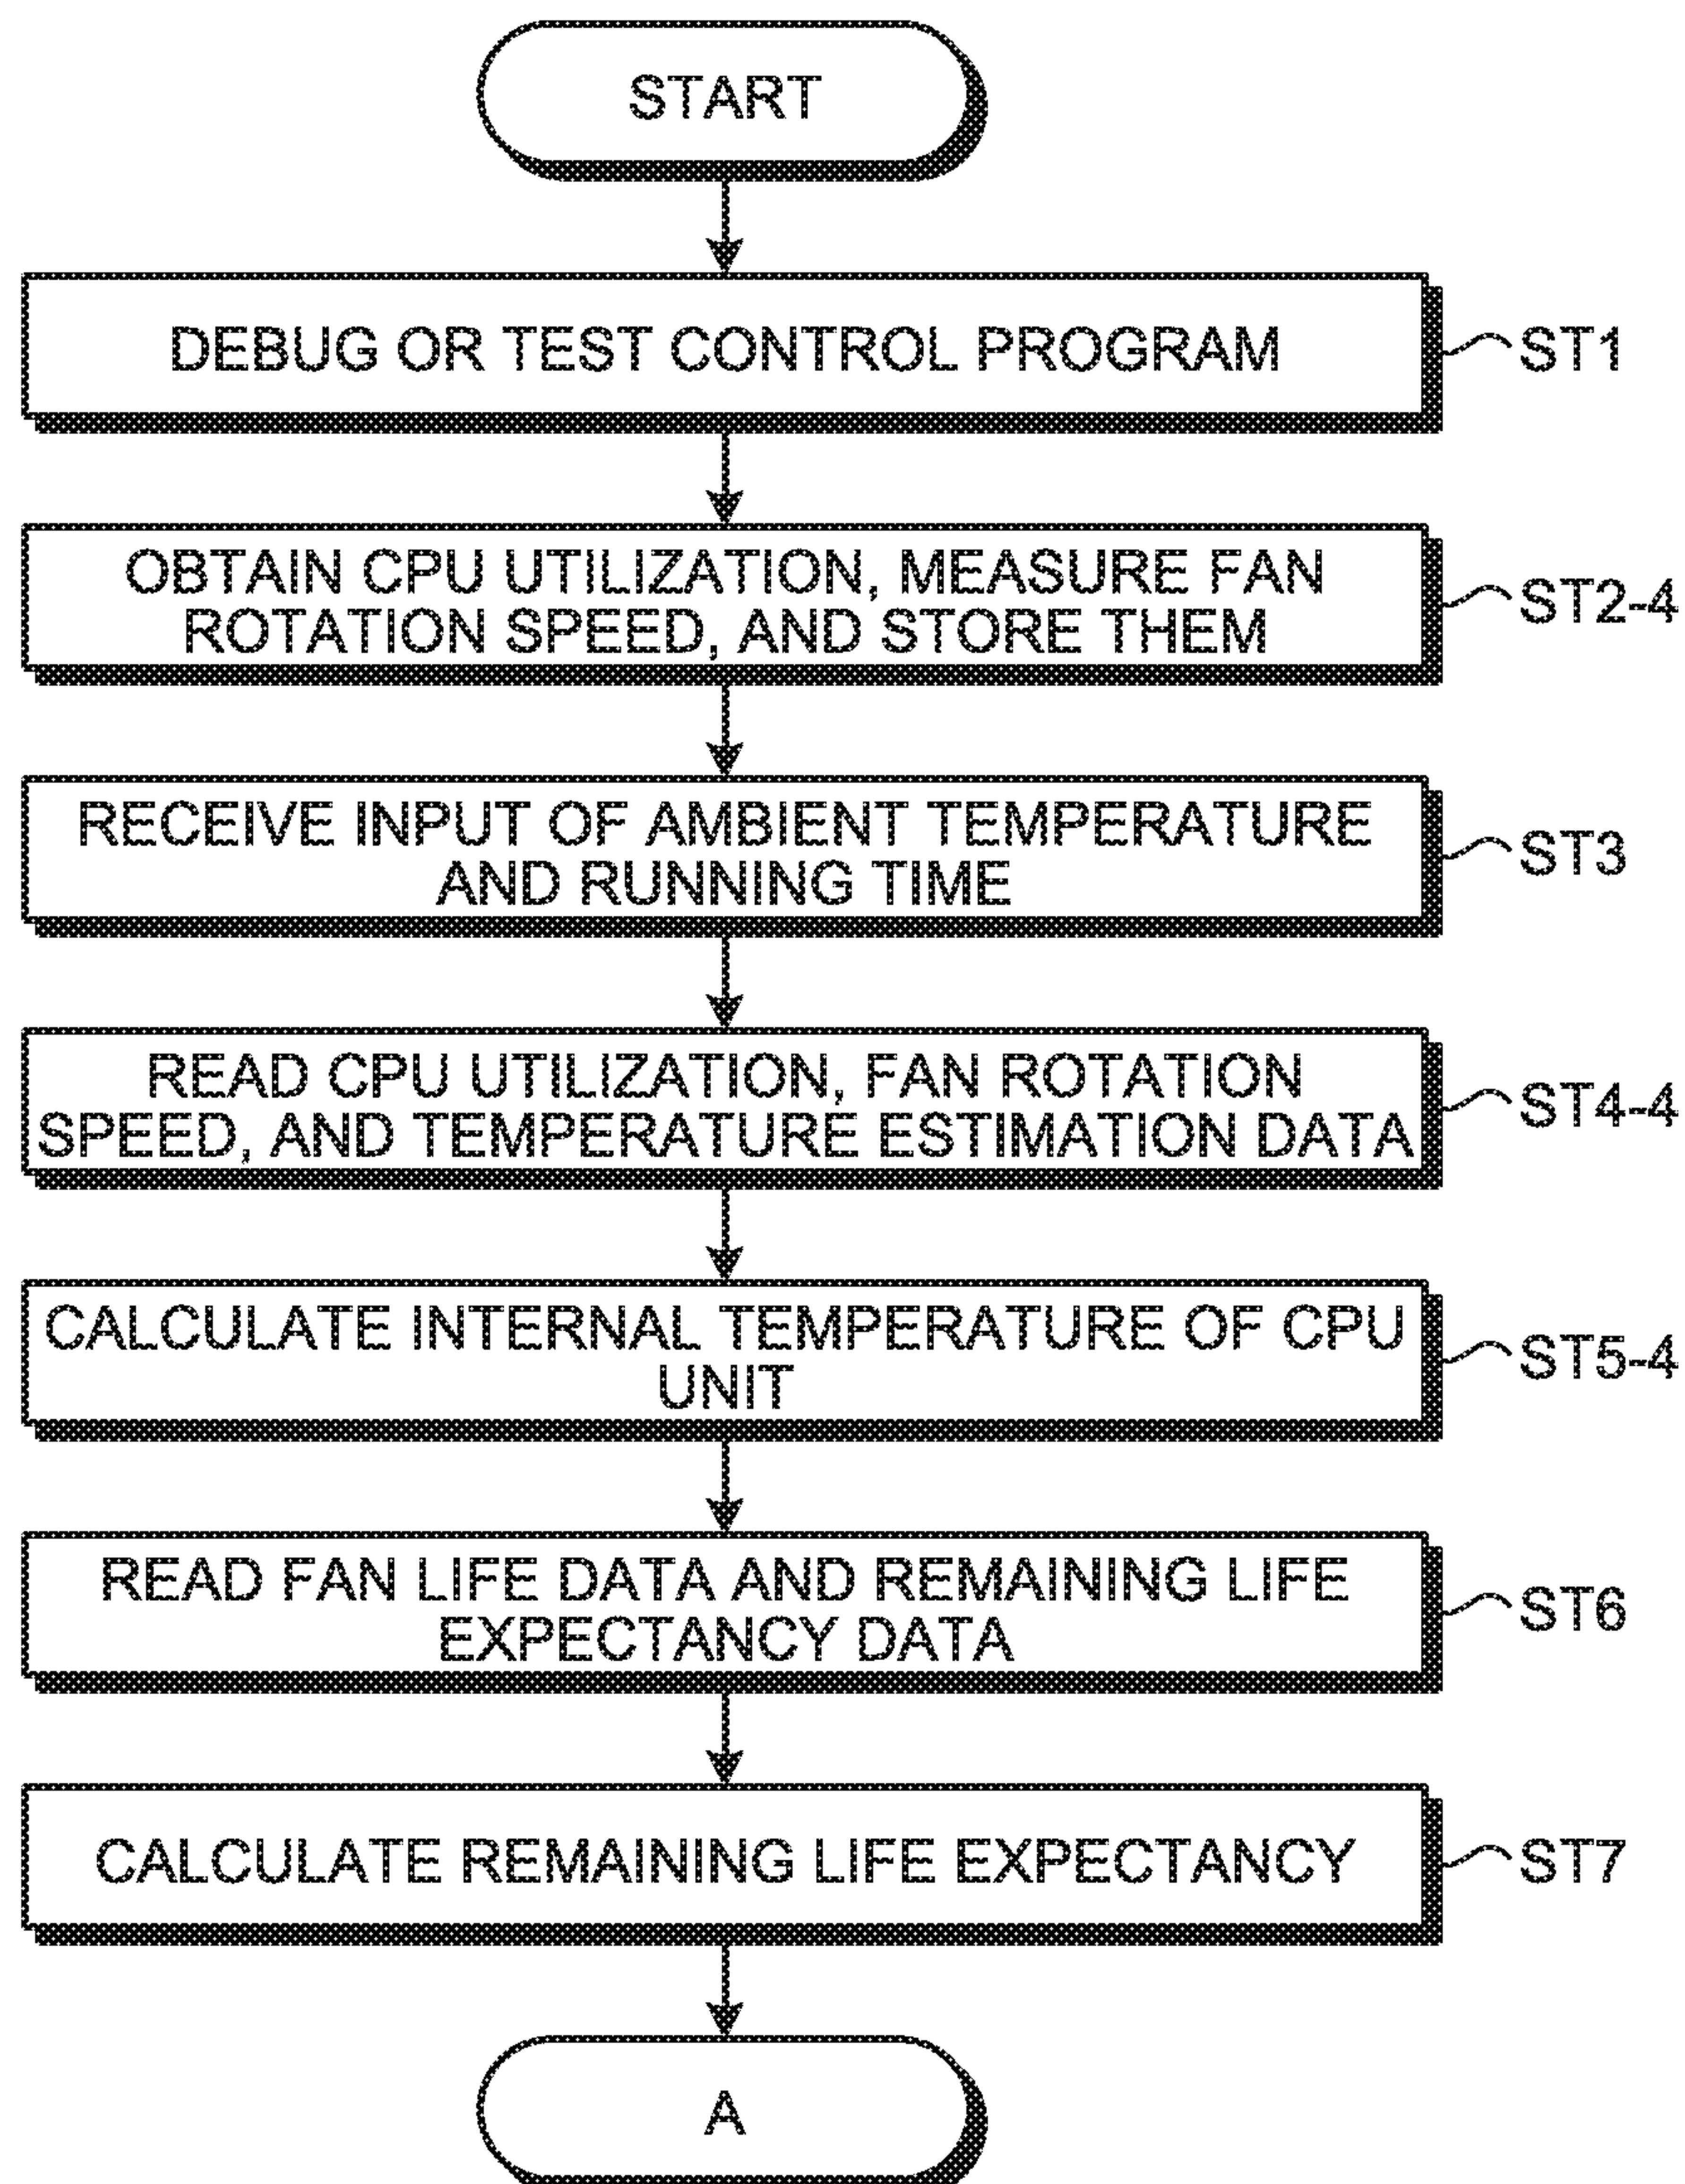 START
DEBUG OR TEST CONTROL PROGRAM
ST1
OBTAIN CPU UTILIZATION, MEASURE FAN
ROTATION SPEED, AND STORE THEM
ST2-4
RECEIVE INPUT OF AMBIENT TEMPERATURE
AND RUNNING TIME
ST3
READ CPU UTILIZATION, FAN ROTATION
SPEED, AND TEMPERATURE ESTIMATION DATA
ST4-4
CALCULATE INTERNAL TEMPERATURE OF CPU
UNIT
ST5-4
READ FAN LIFE DATA AND REMAINING LIFE
EXPECTANCY DATA
ST6
CALCULATE REMAINING LIFE EXPECTANCY
ST7
A